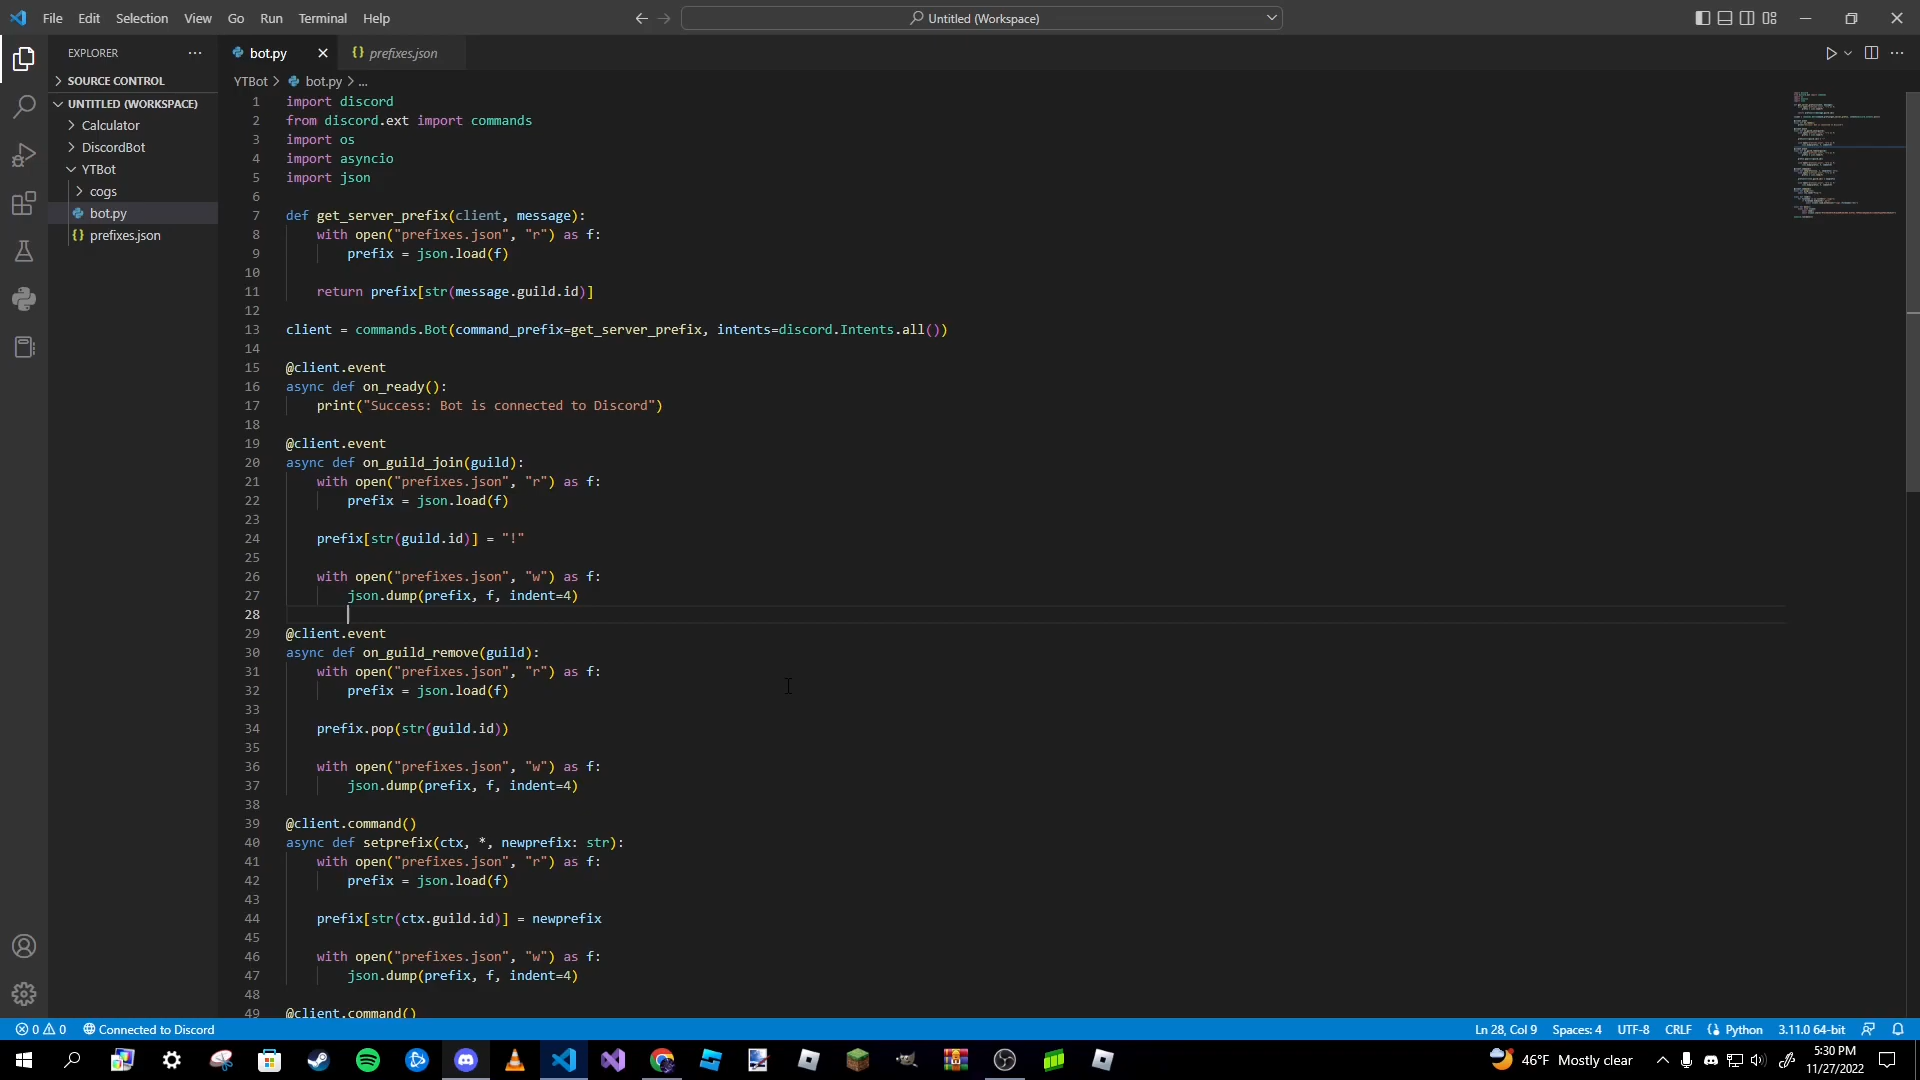 File Edit Selection View Go Run Terminal Help
Untitled (Workspace)
EXPLORER
SOURCE CONTROL
UNTITLED (WORKSPACE)
Calculator
DiscordBot
YTBot
cogs
bot.py
prefixes.json
bot.py
prefixes.json
YTBot > bot.py > ...
1 import discord
2 from discord.ext import commands
3 import os
4 import asyncio
5 import json
6
7 def get_server_prefix(client, message):
8 with open("prefixes.json", "r") as f:
9 prefix = json.load(f)
10
11 return prefix[str(message.guild.id)]
12
13 client = commands.Bot(command_prefix=get_server_prefix, intents=discord.Intents.all())
14
15 @client.event
16 async def on_ready():
17 print("Success: Bot is connected to Discord")
18
19 @client.event
20 async def on_guild_join(guild):
21 with open("prefixes.json", "r") as f:
22 prefix = json.load(f)
23
24 prefix[str(guild.id)] = "!"
25
26 with open("prefixes.json", "w") as f:
27 json.dump(prefix, f, indent=4)
28
29 @client.event
30 async def on_guild_remove(guild):
31 with open("prefixes.json", "r") as f:
32 prefix = json.load(f)
33
34 prefix.pop(str(guild.id))
35
36 with open("prefixes.json", "w") as f:
37 json.dump(prefix, f, indent=4)
38
39 @client.command()
40 async def setprefix(ctx, *, newprefix: str):
41 with open("prefixes.json", "r") as f:
42 prefix = json.load(f)
43
44 prefix[str(ctx.guild.id)] = newprefix
45
46 with open("prefixes.json", "w") as f:
47 json.dump(prefix, f, indent=4)
48
49 @client.command()
0 0 Connected to Discord Ln 28, Col 9 Spaces: 4 UTF-8 CRLF Python 3.11.0 64-bit
46°F Mostly clear
5:30 PM
11/27/2022